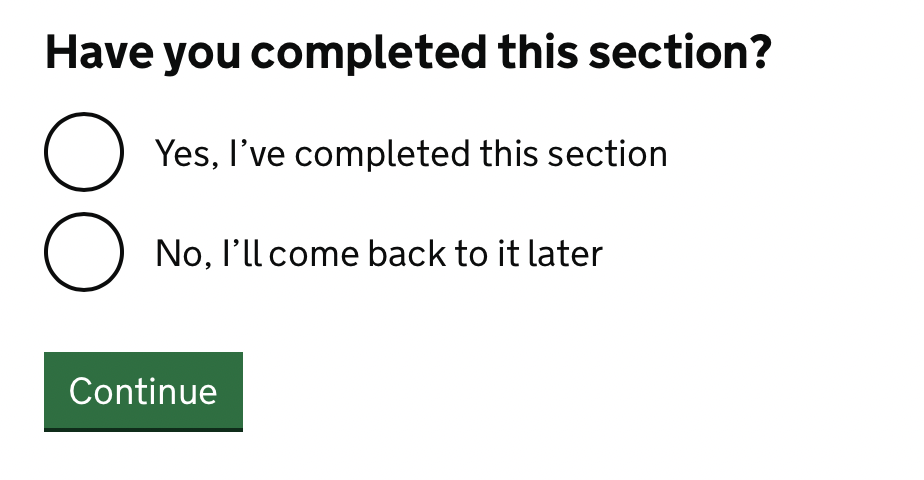 Have you completed this section?
Yes, I’ve completed this section
No, I’ll come back to it later
Continue